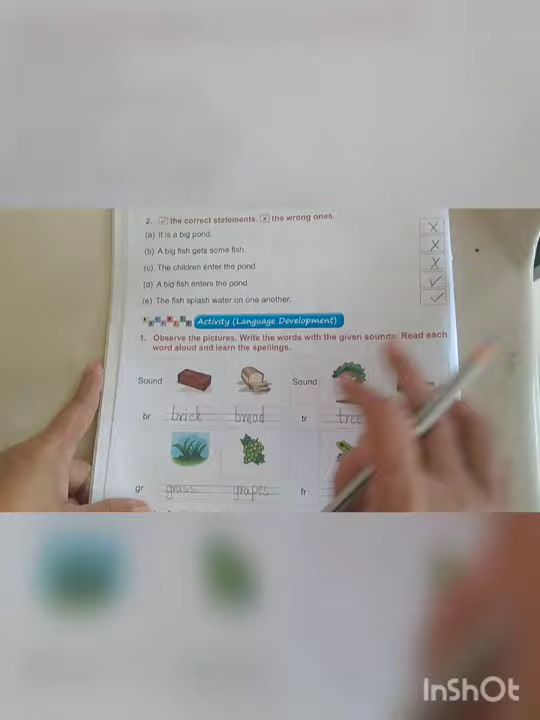 2. ✓ the correct statements. × the wrong ones.
(a) It is a big pond. X
(b) A big fish gets some fish. X
(c) The children enter the pond X
(d) A big fish enters the pond ✓
(e) The fish splash water on one another. ✓
Activity (Language Development)
1. Observe the pictures. Write the words with the given sounds. Read each
word aloud and learn the spellings.
Sound Sound
br brick bread tr tree
gr grass grapes fr
InShOt